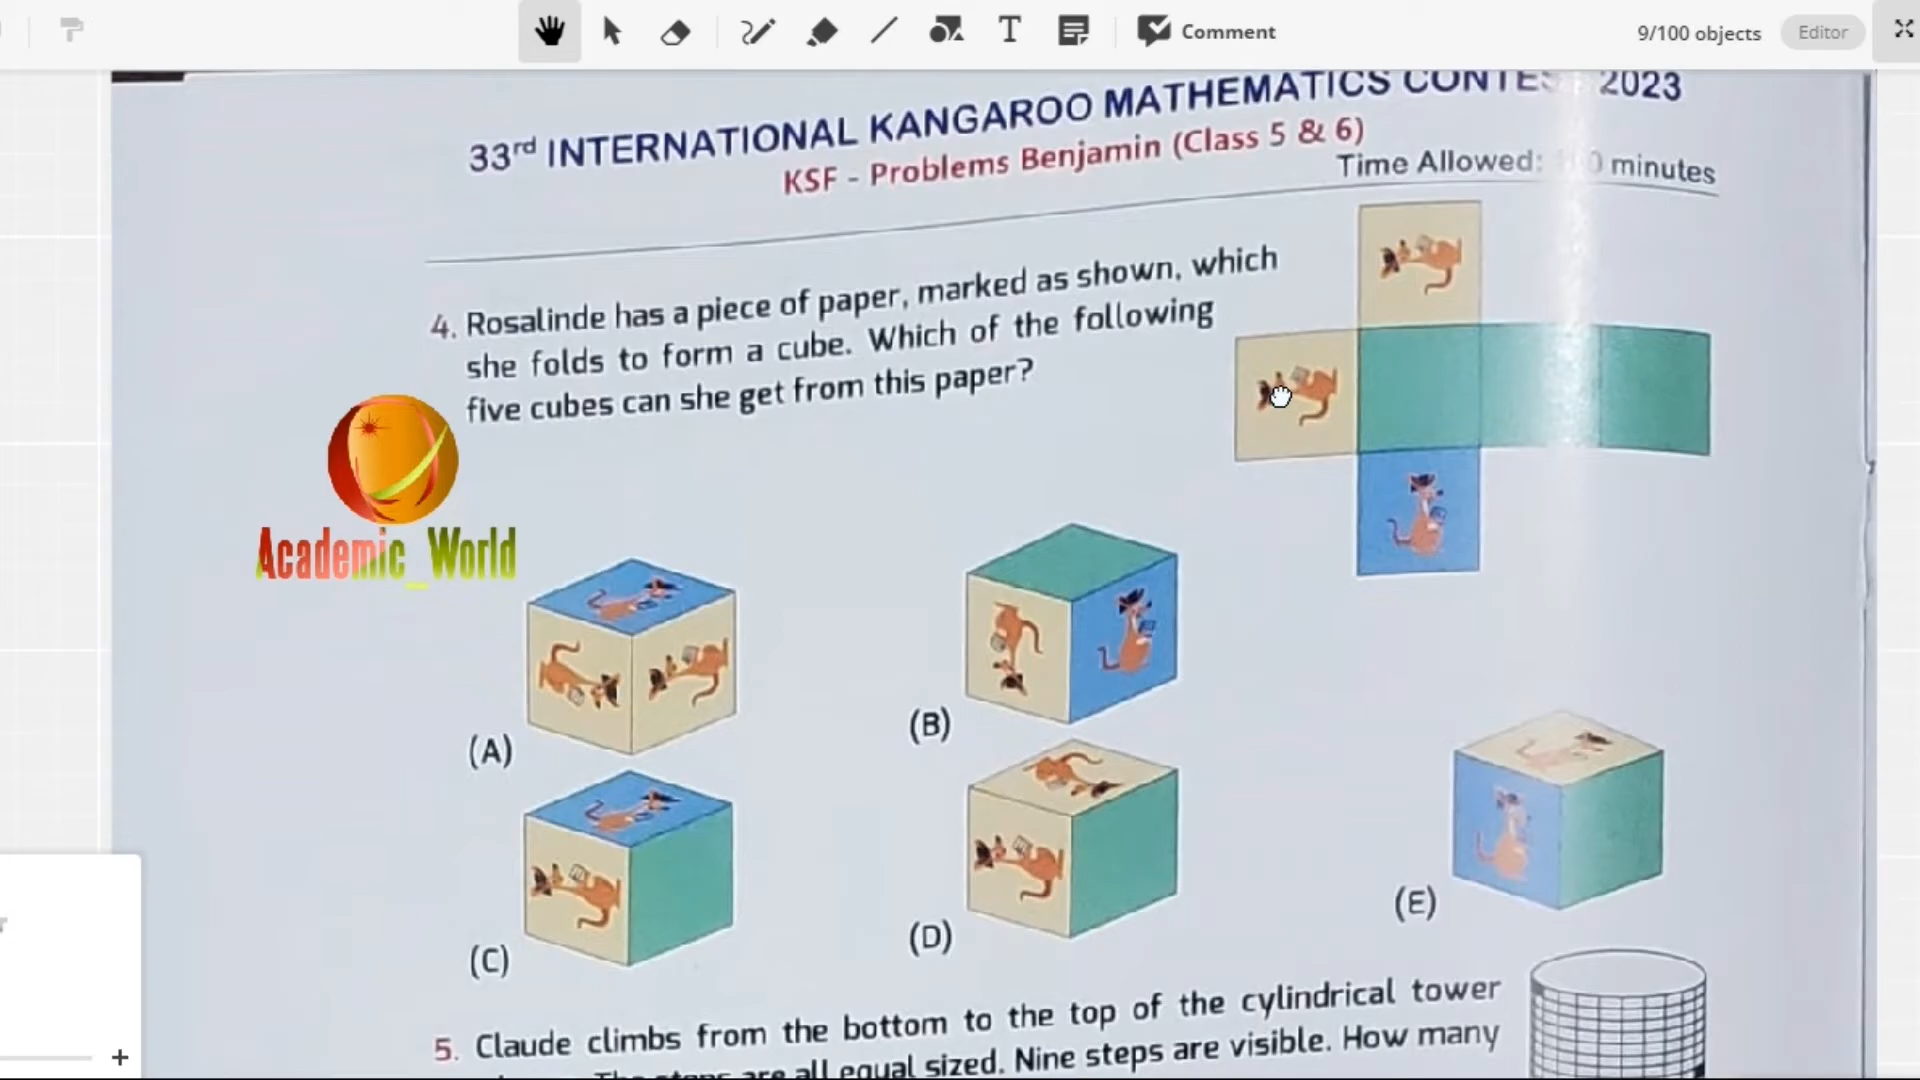 Comment
9/100 objects
Editor
33rd INTERNATIONAL KANGAROO MATHEMATICS CONTEST 2023
KSF - Problems Benjamin (Class 5 & 6)
Time Allowed: minutes
4. Rosalinde has a piece of paper, marked as shown, which
she folds to form a cube. Which of the following
five cubes can she get from this paper?
Academic_World
(A)
(B)
(C)
(D)
(E)
5. Claude climbs from the bottom to the top of the cylindrical tower
The steps are all equal sized. Nine steps are visible. How many